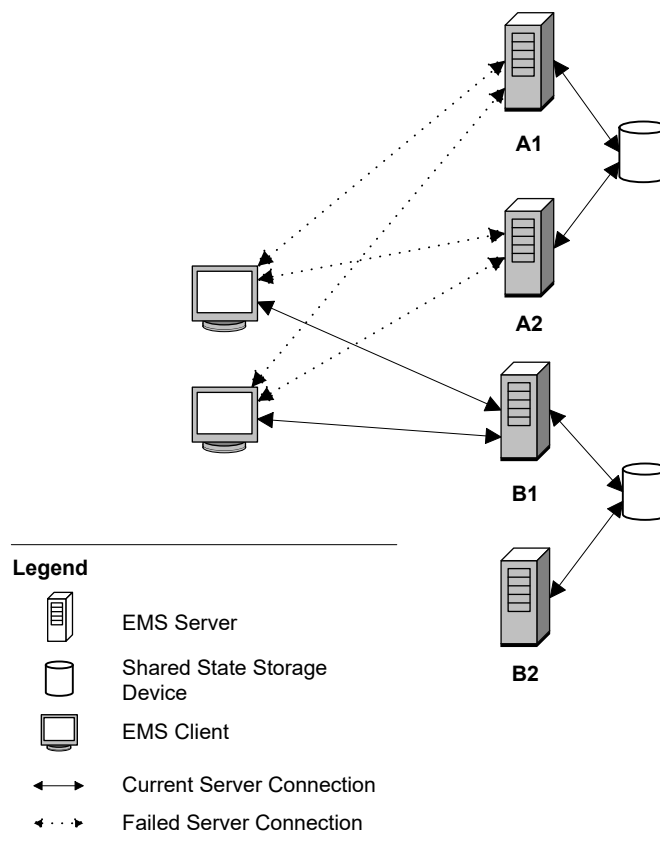 A1
A2
B1
B2
Legend
EMS Server
Shared State Storage
Device
EMS Client
Current Server Connection
Failed Server Connection